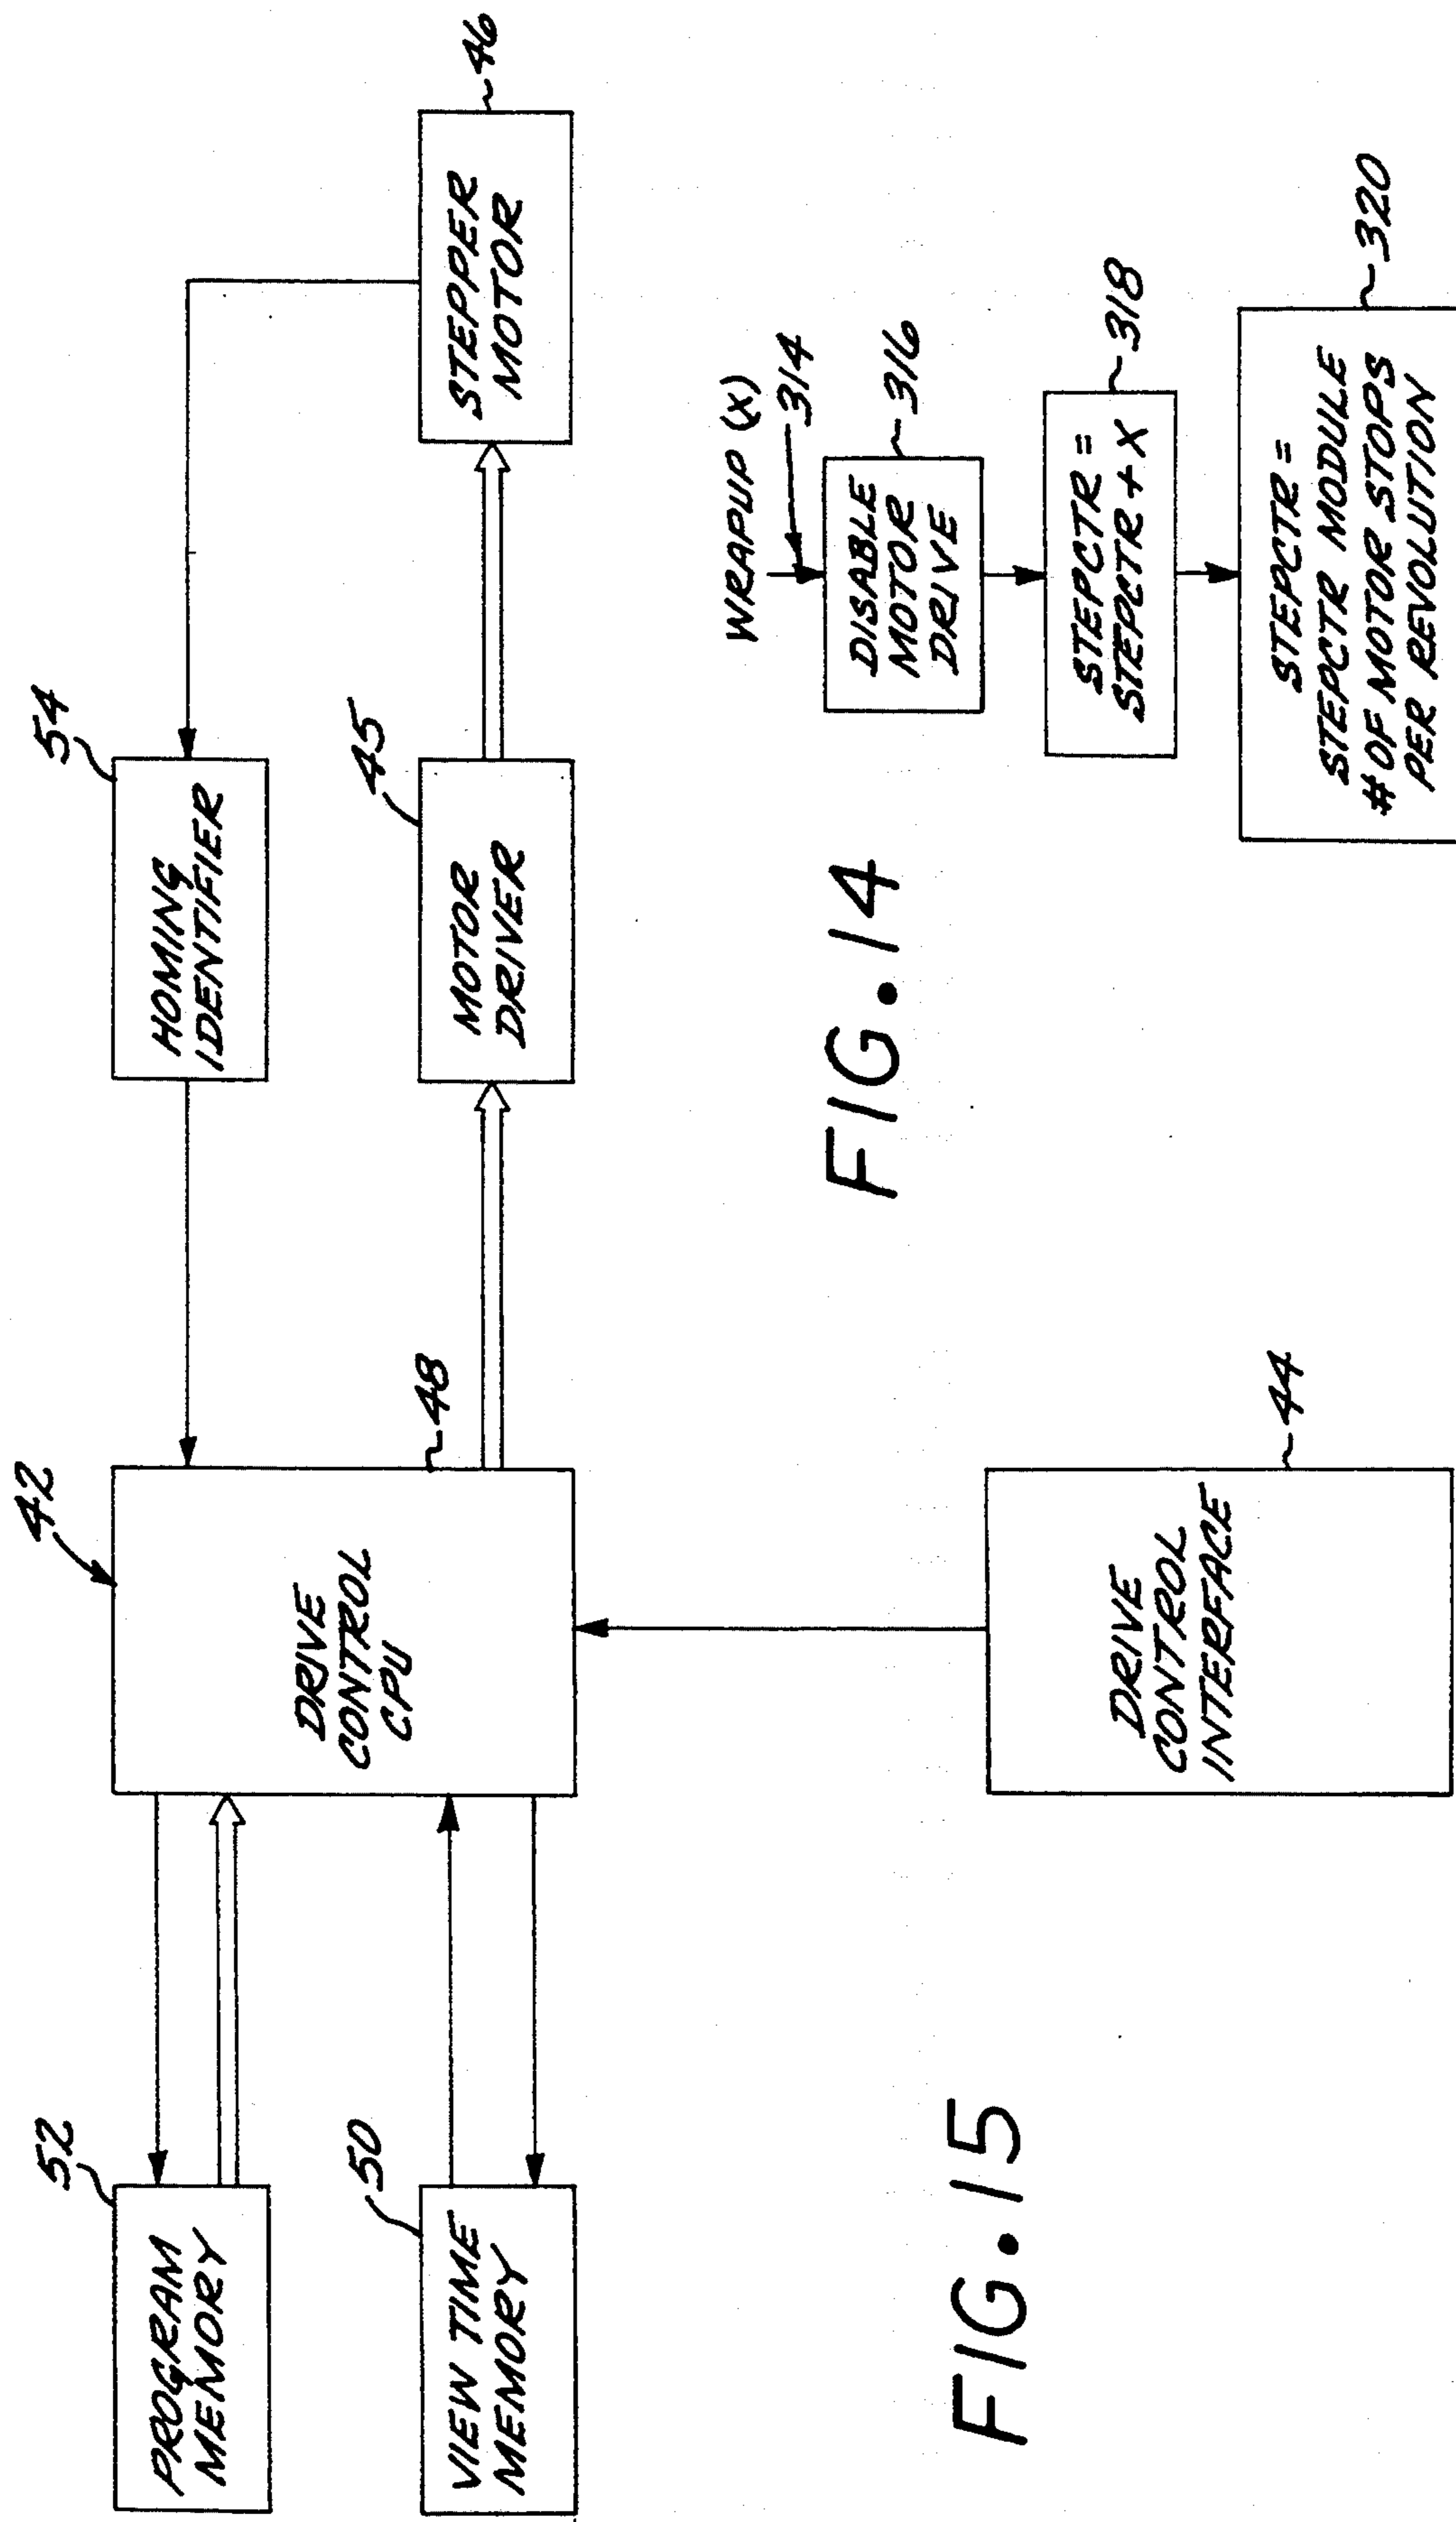 52
PROGRAM
MEMORY
50
VIEW TIME
MEMORY
42
DRIVE
CONTROL
CPU
48
54
HOMING
IDENTIFIER
45
MOTOR
DRIVER
STEPPER
MOTOR
46
DRIVE
CONTROL
INTERFACE
44
FIG. 15
WRAPUP (X)
314
DISABLE
MOTOR
DRIVE
316
STEPCTR =
STEPCTR + X
318
STEPCTR =
STEPCTR MODULE
# OF MOTOR STOPS
PER REVOLUTION
320
FIG. 14